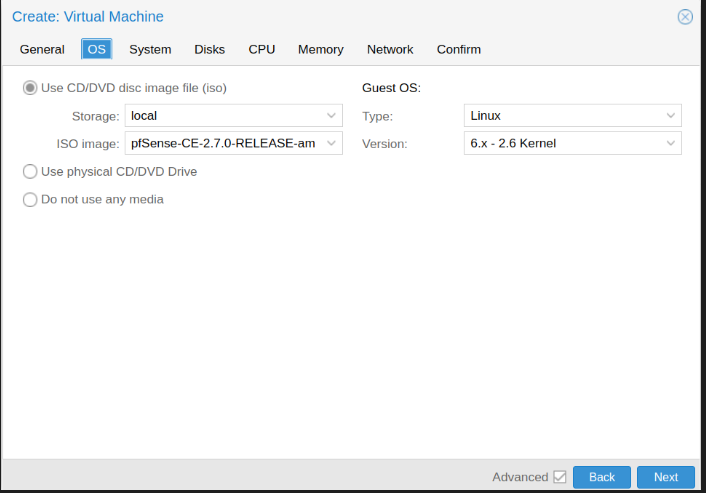 Create: Virtual Machine
General OS System Disks CPU Memory Network Confirm
Use CD/DVD disc image file (iso) Guest OS:
Storage: local Type: Linux
ISO image: pfSense-CE-2.7.0-RELEASE-am Version: 6.x - 2.6 Kernel
Use physical CD/DVD Drive
Do not use any media
Advanced Back Next